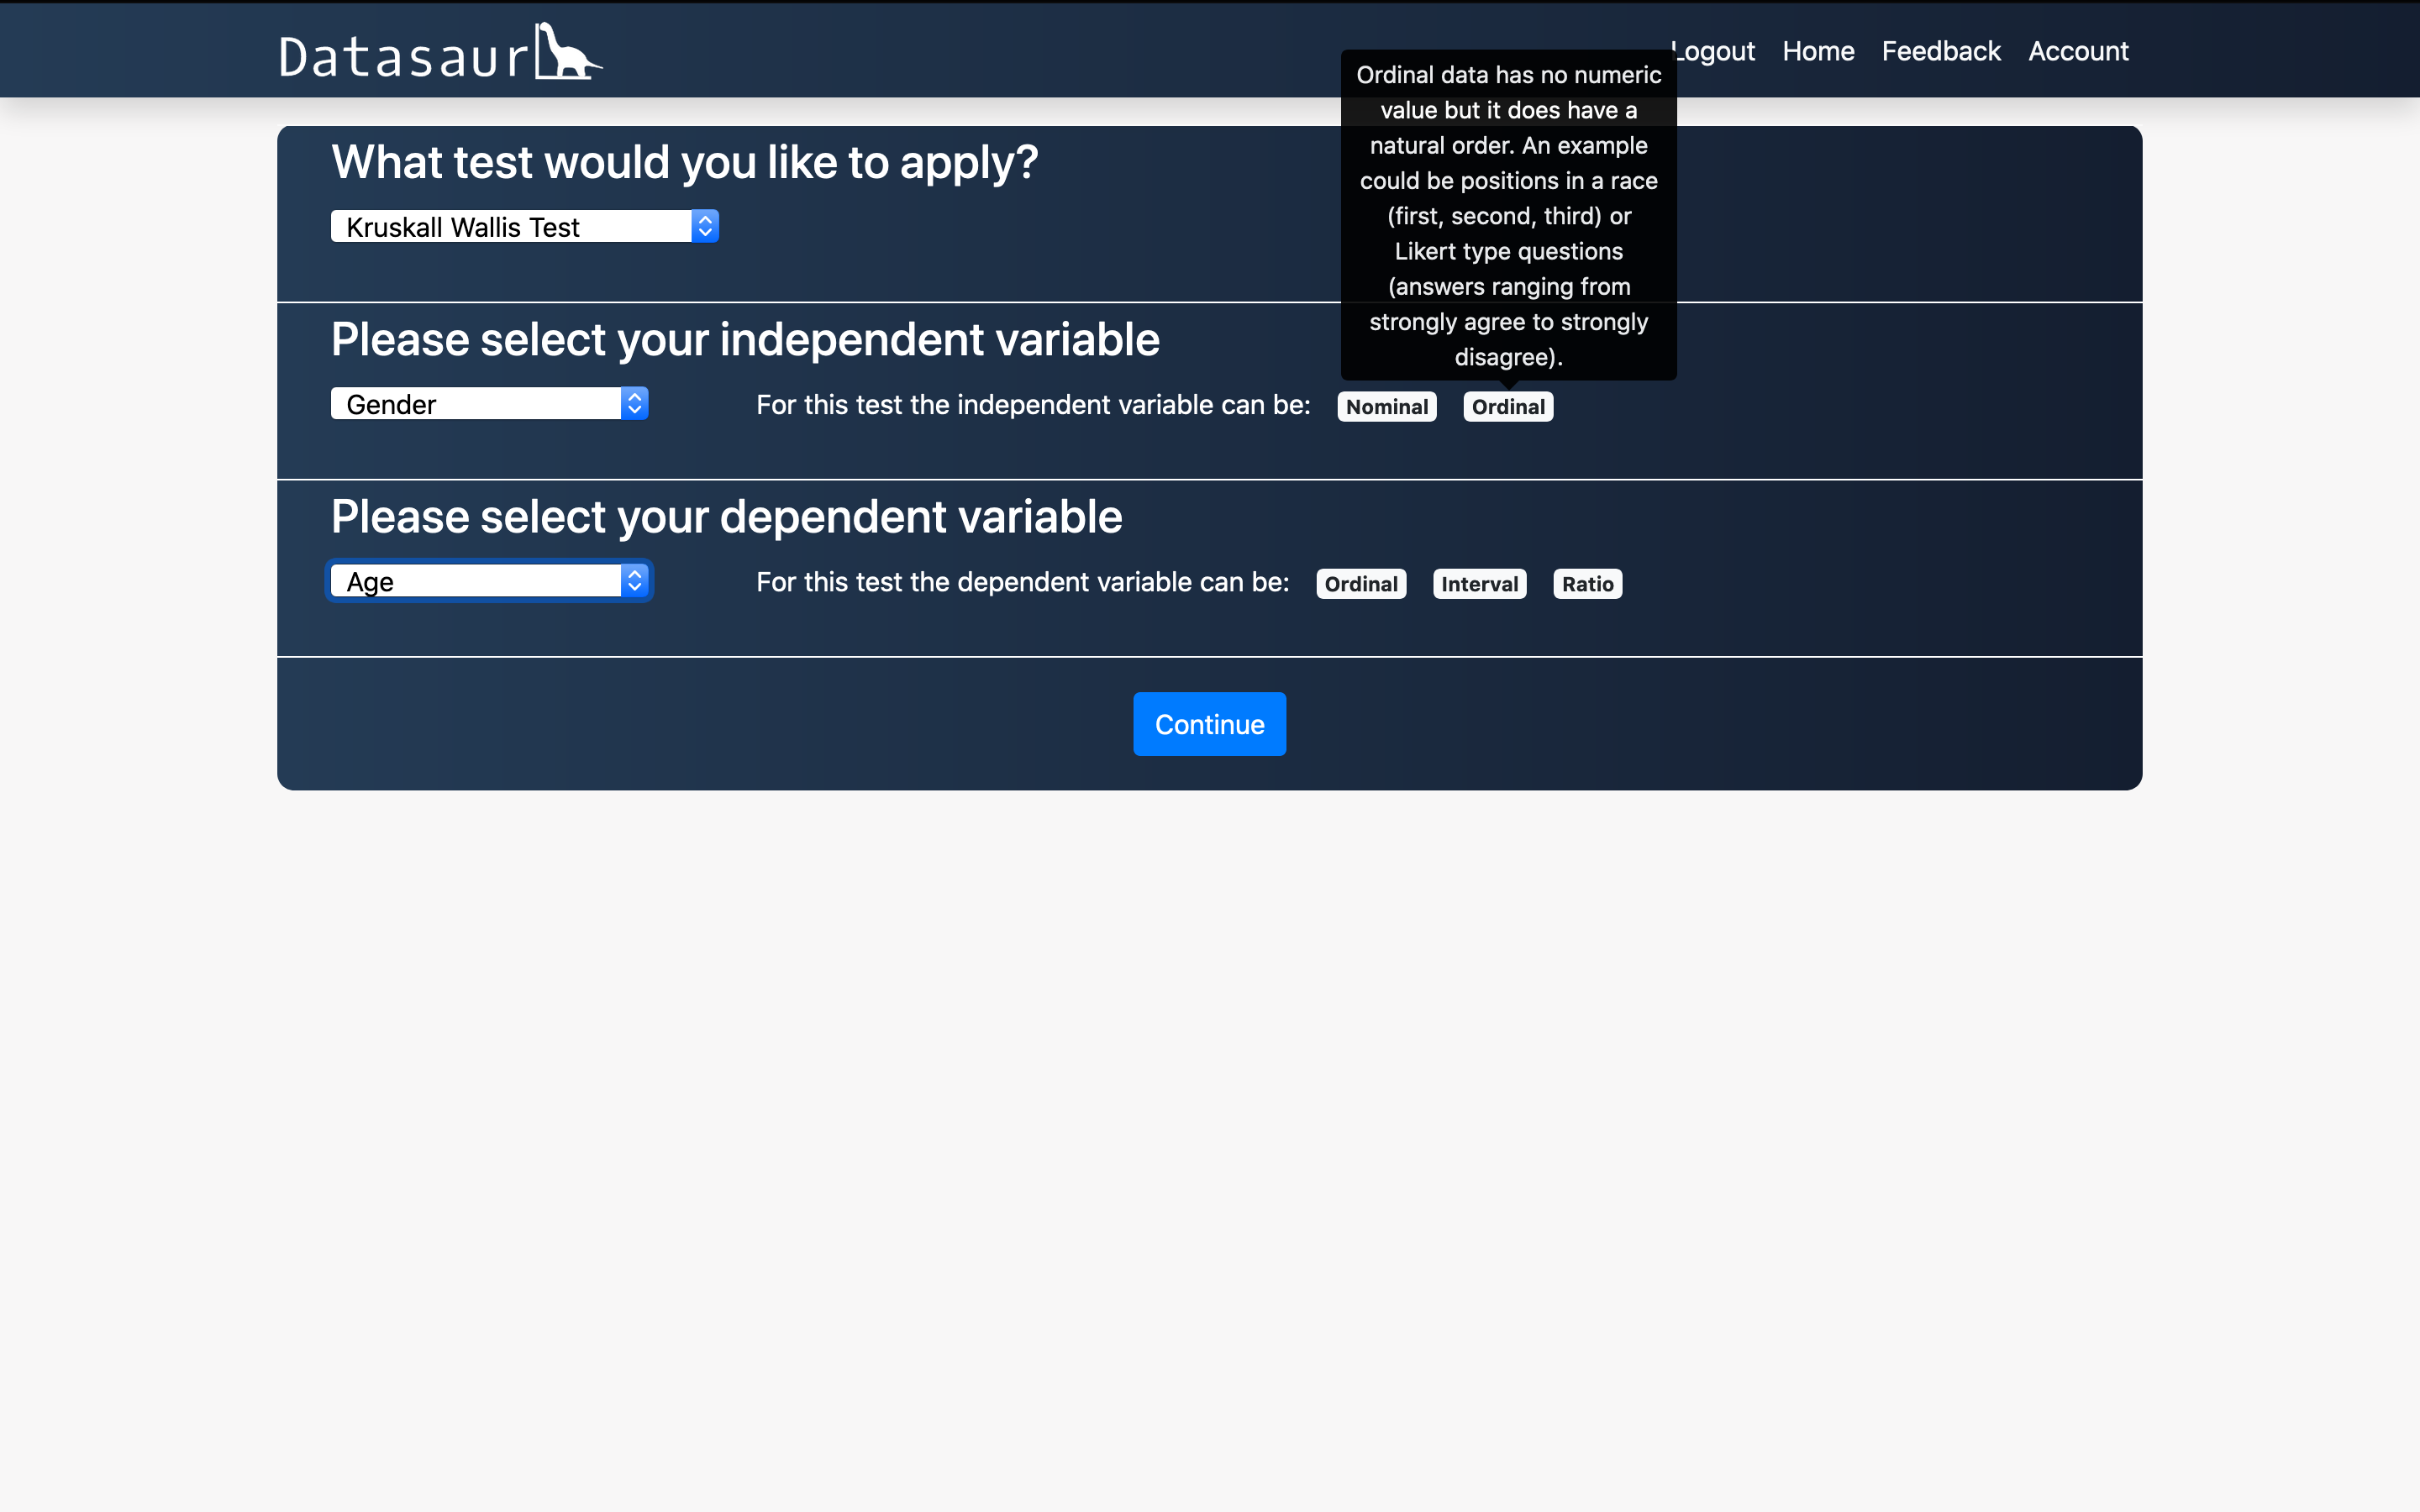 Datasaur
Logout Home Feedback Account
Ordinal data has no numeric
value but it does have a
natural order. An example
could be positions in a race
(first, second, third) or
Likert type questions
(answers ranging from
strongly agree to strongly
disagree).
What test would you like to apply?
Kruskall Wallis Test
Please select your independent variable
Gender
For this test the independent variable can be: Nominal Ordinal
Please select your dependent variable
Age
For this test the dependent variable can be: Ordinal Interval Ratio
Continue